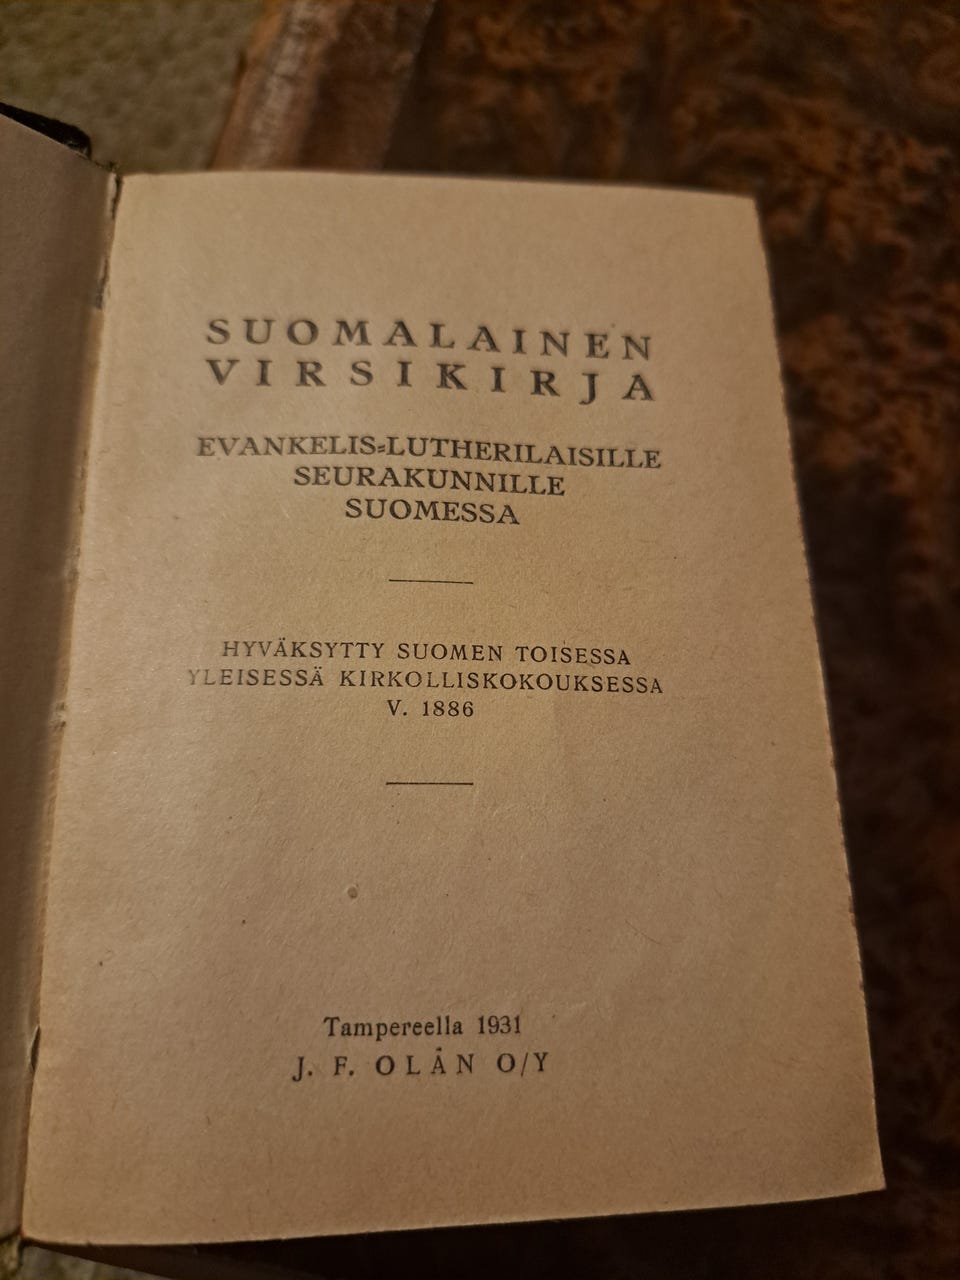 SUOMALAINEN
VIRSIKIRJA
EVANKELIS=LUTHERILAISILLE
SEURAKUNNILLE
SUOMESSA
HYVÄKSYTTY SUOMEN TOISESSA
YLEISESSÄ KIRKOLLISKOKOUKSESSA
V. 1886
Tampereella 1931
J. F. OLÅN O/Y